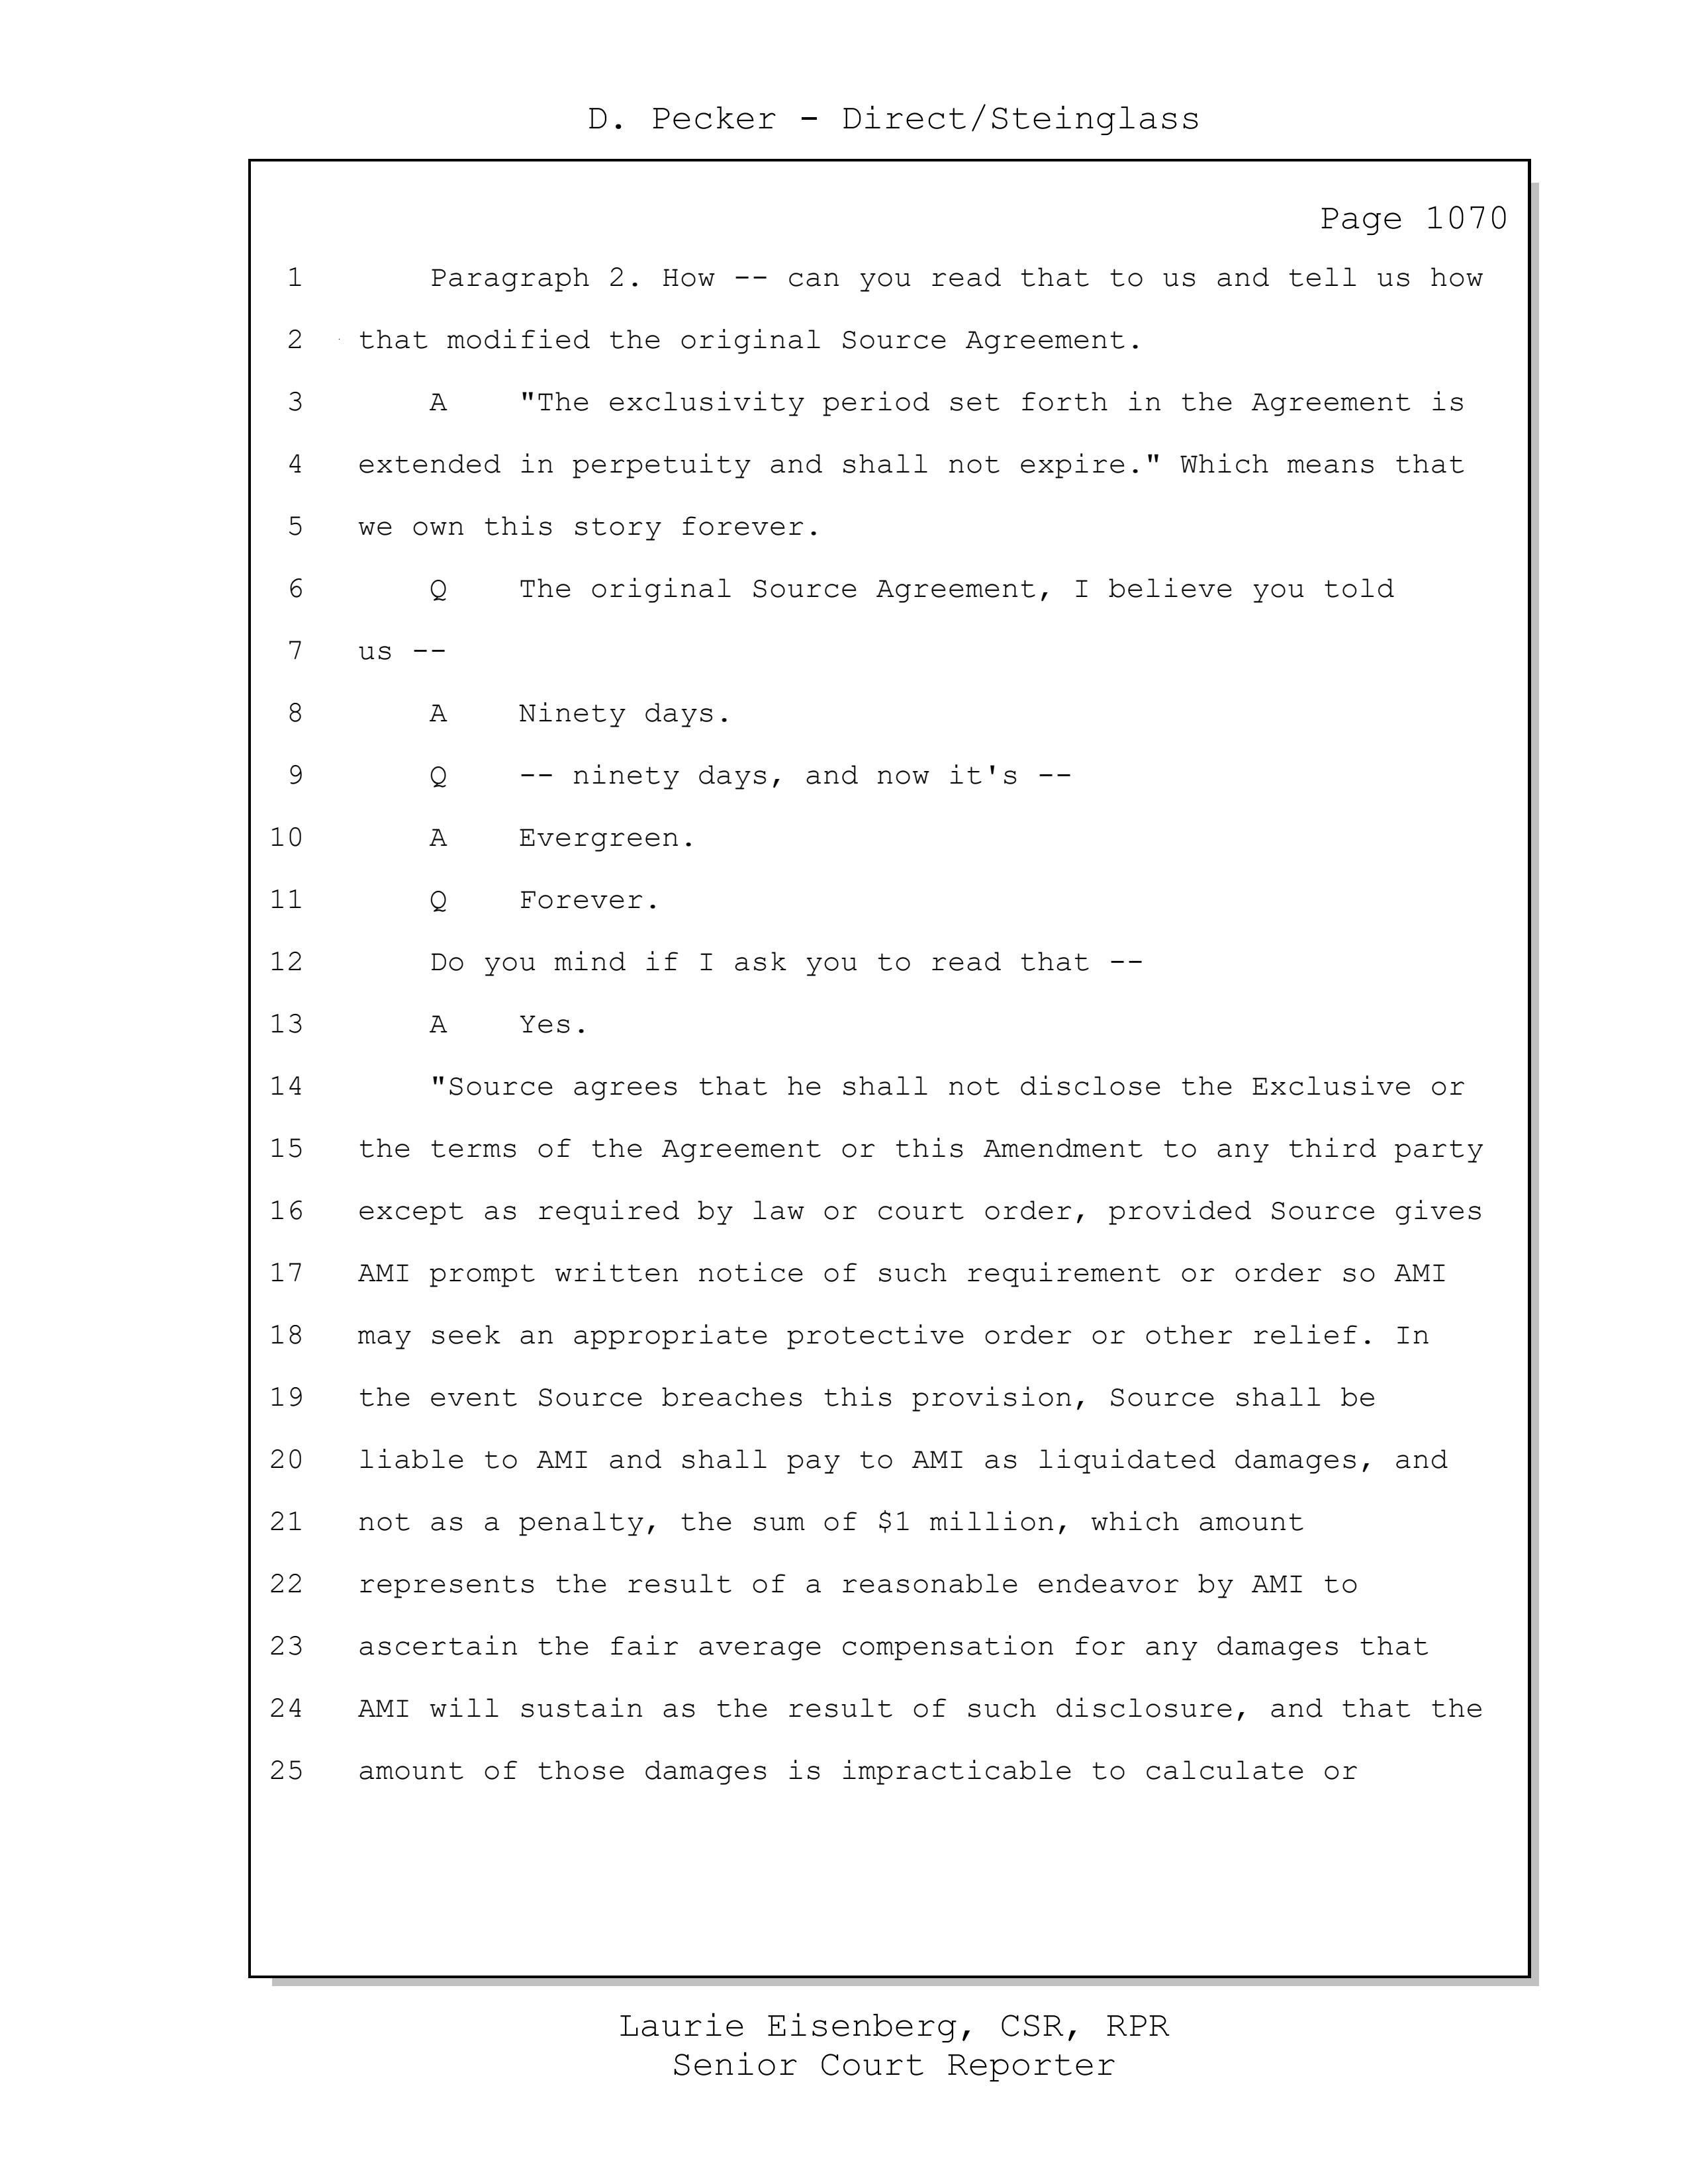 D. Pecker - Direct/Steinglass
Page 1070
1 Paragraph 2. How -- can you read that to us and tell us how
2 that modified the original Source Agreement.
3 A "The exclusivity period set forth in the Agreement is
4 extended in perpetuity and shall not expire." Which means that
5 we own this story forever.
6 Q The original Source Agreement, I believe you told
7 us --
8 A Ninety days.
9 Q -- ninety days, and now it's --
10 A Evergreen.
11 Q Forever.
12 Do you mind if I ask you to read that --
13 A Yes.
14 "Source agrees that he shall not disclose the Exclusive or
15 the terms of the Agreement or this Amendment to any third party
16 except as required by law or court order, provided Source gives
17 AMI prompt written notice of such requirement or order so AMI
18 may seek an appropriate protective order or other relief. In
19 the event Source breaches this provision, Source shall be
20 liable to AMI and shall pay to AMI as liquidated damages, and
21 not as a penalty, the sum of $1 million, which amount
22 represents the result of a reasonable endeavor by AMI to
23 ascertain the fair average compensation for any damages that
24 AMI will sustain as the result of such disclosure, and that the
25 amount of those damages is impracticable to calculate or
Laurie Eisenberg, CSR, RPR
Senior Court Reporter